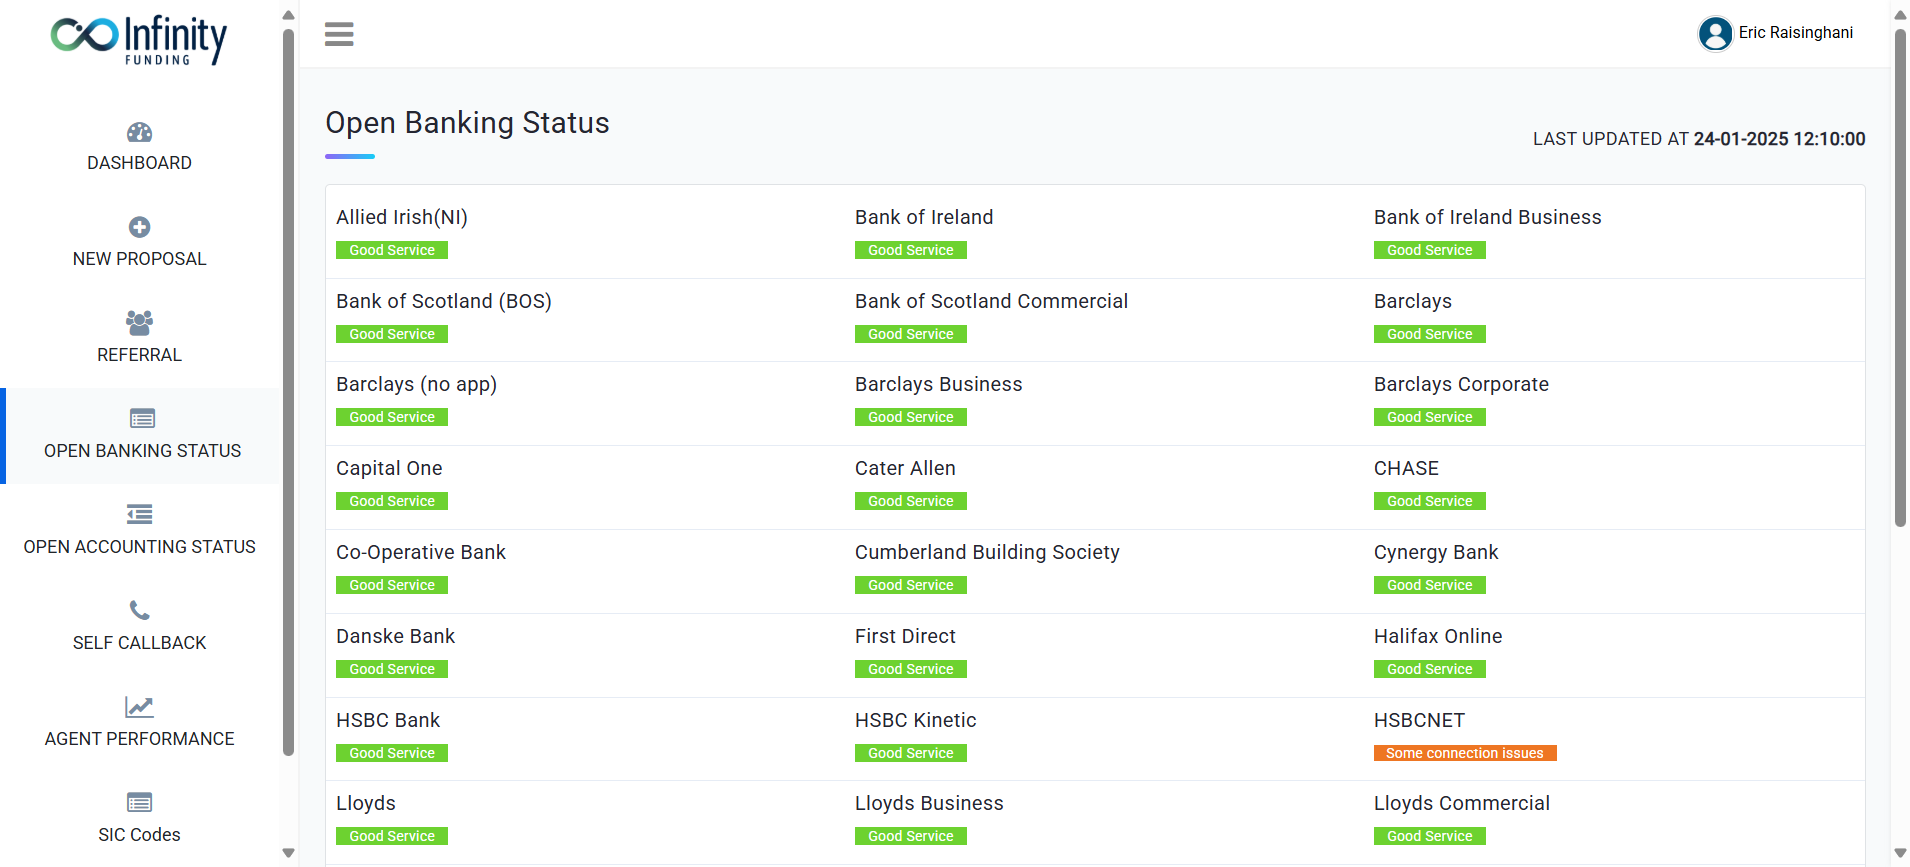 Infinity
FUNDING
Eric Raisinghani
DASHBOARD
NEW PROPOSAL
REFERRAL
OPEN BANKING STATUS
OPEN ACCOUNTING STATUS
SELF CALLBACK
AGENT PERFORMANCE
SIC Codes
Open Banking Status
LAST UPDATED AT 24-01-2025 12:10:00
Allied Irish(NI)
Good Service
Bank of Ireland
Good Service
Bank of Ireland Business
Good Service
Bank of Scotland (BOS)
Good Service
Bank of Scotland Commercial
Good Service
Barclays
Good Service
Barclays (no app)
Good Service
Barclays Business
Good Service
Barclays Corporate
Good Service
Capital One
Good Service
Cater Allen
Good Service
CHASE
Good Service
Co-Operative Bank
Good Service
Cumberland Building Society
Good Service
Cynergy Bank
Good Service
Danske Bank
Good Service
First Direct
Good Service
Halifax Online
Good Service
HSBC Bank
Good Service
HSBC Kinetic
Good Service
HSBCNET
Some connection issues
Lloyds
Good Service
Lloyds Business
Good Service
Lloyds Commercial
Good Service